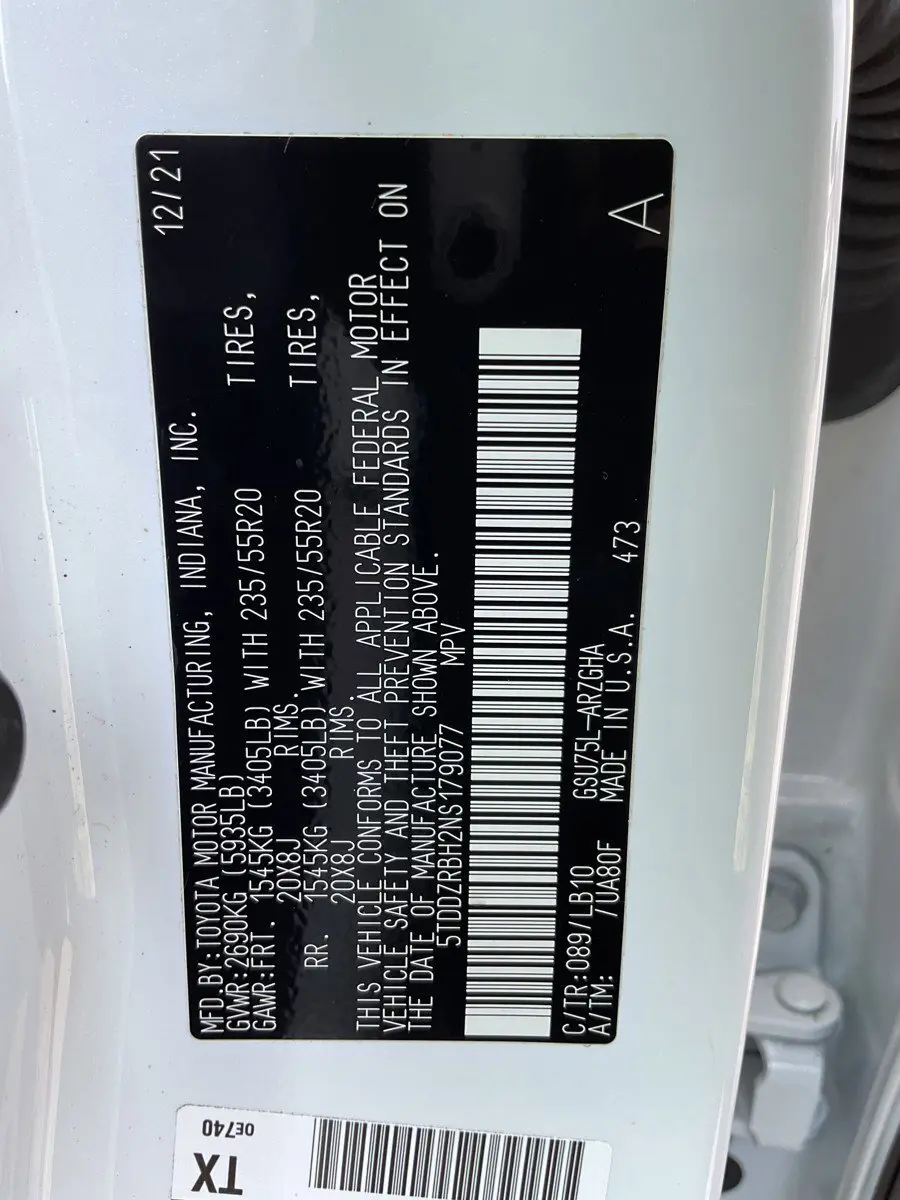 12/21
MFD.BY:TOYOTA MOTOR MANUFACTURING, INDIANA, INC.
GVWR:2690KG (5935LB)
GAWR:FRT. 1545KG (3405LB) WITH 235/55R20 TIRES,
20X8J RIMS.
RR. 1545KG (3405LB) WITH 235/55R20 TIRES,
20X8J RIMS.
THIS VEHICLE CONFORMS TO ALL APPLICABLE FEDERAL MOTOR
VEHICLE SAFETY AND THEFT PREVENTION STANDARDS IN EFFECT ON
THE DATE OF MANUFACTURE SHOWN ABOVE.
5TDDZRBH2NS179077 MPV
C/TR:089/LB10 GSU75L-ARZGHA
A/TM: /UA80F MADE IN U.S.A. 473 A
0E740
TX